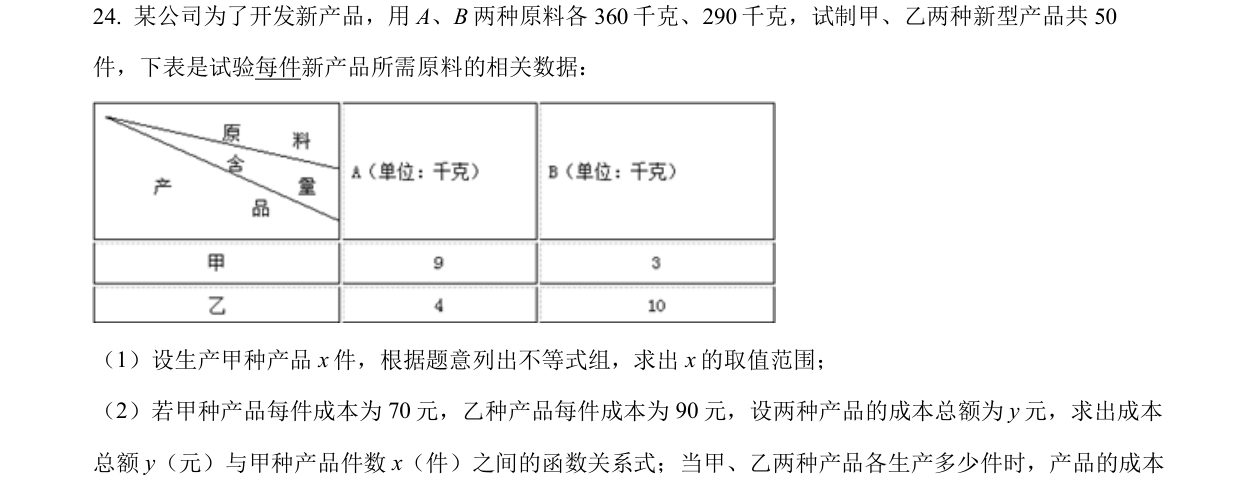 24. 某公司为了开发新产品，用 A、B 两种原料各 360 千克、290 千克，试制甲、乙两种新型产品共 50
件，下表是试验每件新产品所需原料的相关数据：
原 料
含 量
产 品
A（单位：千克）
B（单位：千克）
甲 9 3
乙 4 10
（1）设生产甲种产品 x 件，根据题意列出不等式组，求出 x 的取值范围；
（2）若甲种产品每件成本为 70 元，乙种产品每件成本为 90 元，设两种产品的成本总额为 y 元，求出成本
总额 y（元）与甲种产品件数 x（件）之间的函数关系式；当甲、乙两种产品各生产多少件时，产品的成本